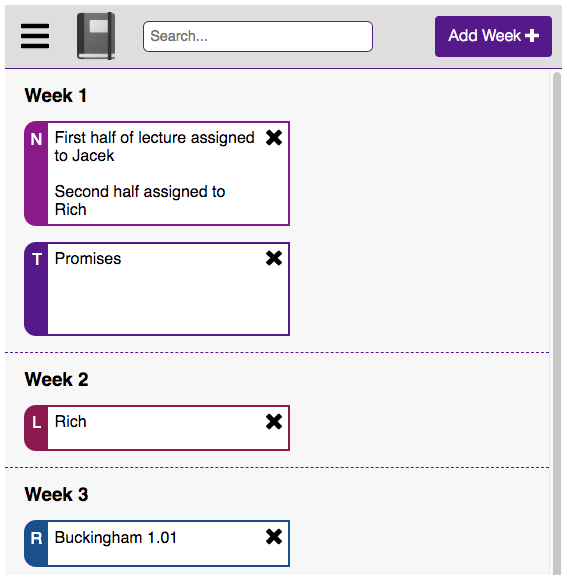 Search...
Add Week
Week 1
N
First half of lecture assigned
to Jacek
Second half assigned to
Rich
T
Promises
Week 2
L
Rich
Week 3
R
Buckingham 1.01